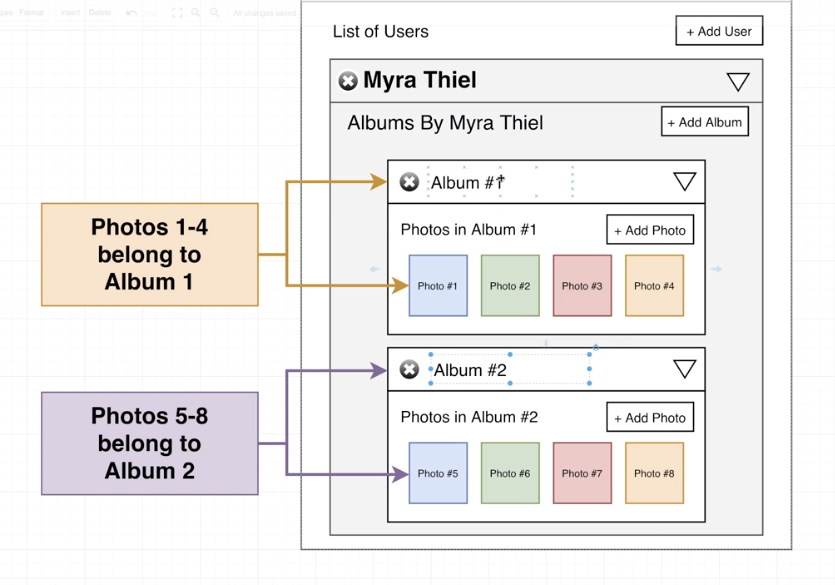 Format Insert Delete All changes saved
List of Users
+ Add User
Myra Thiel
Albums By Myra Thiel
+ Add Album
Album #1
Photos 1-4
belong to
Album 1
Photos in Album #1
+ Add Photo
Photo #1 Photo #2 Photo #3 Photo #4
Album #2
Photos 5-8
belong to
Album 2
Photos in Album #2
+ Add Photo
Photo #5 Photo #6 Photo #7 Photo #8